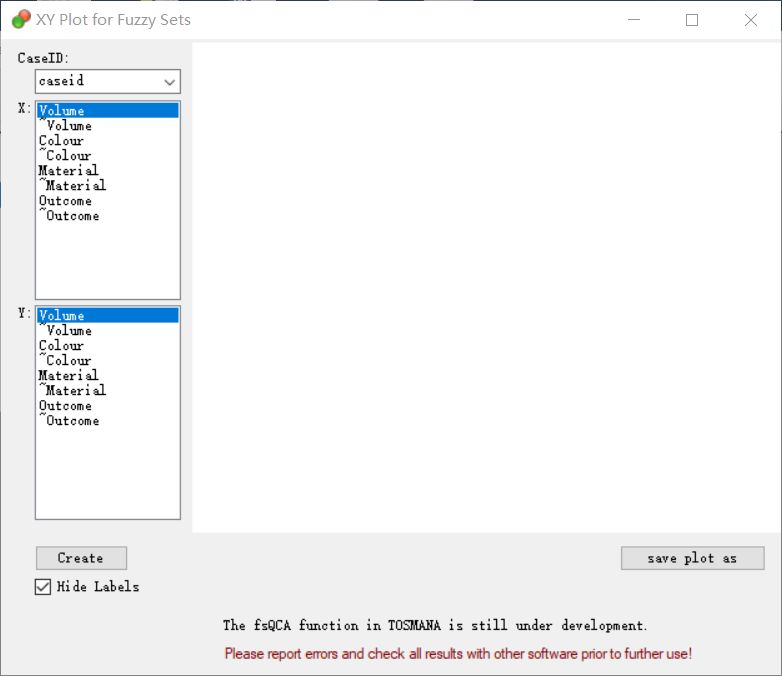 XY Plot for Fuzzy Sets
CaseID:
caseid
X:
Volume
~Volume
Colour
~Colour
Material
~Material
Outcome
~Outcome
Y:
Volume
~Volume
Colour
~Colour
Material
~Material
Outcome
~Outcome
Create
save plot as
Hide Labels
The fsQCA function in TOSMANA is still under development.
Please report errors and check all results with other software prior to further use!